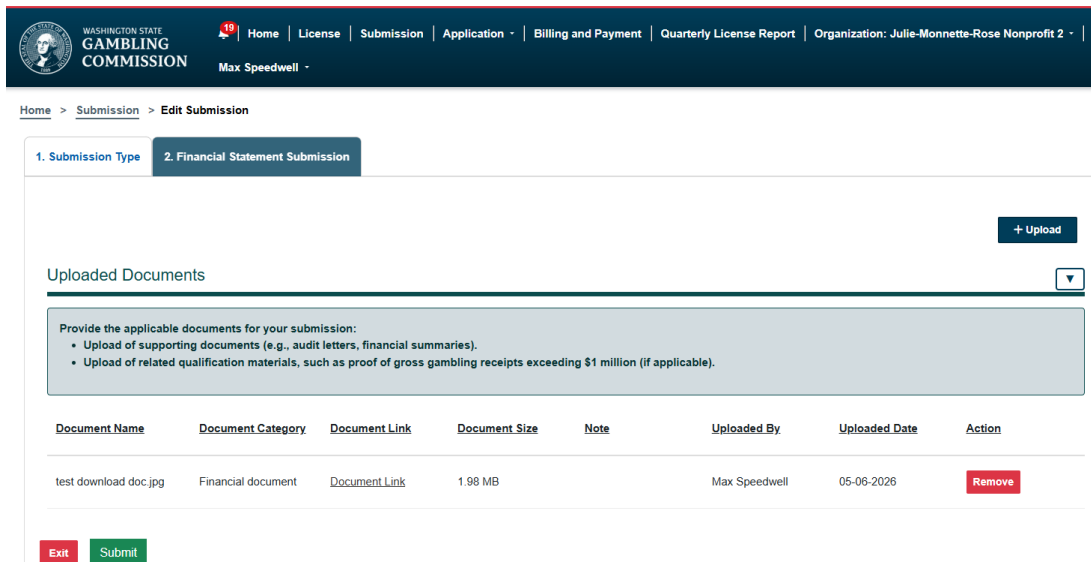 WASHINGTON STATE
GAMBLING
COMMISSION
19 | Home | License | Submission | Application | Billing and Payment | Quarterly License Report | Organization: Julie-Monnette-Rose Nonprofit 2 |
Max Speedwell
Home > Submission > Edit Submission
1. Submission Type 2. Financial Statement Submission
+ Upload
Uploaded Documents
▼
Provide the applicable documents for your submission:
• Upload of supporting documents (e.g., audit letters, financial summaries).
• Upload of related qualification materials, such as proof of gross gambling receipts exceeding $1 million (if applicable).
Document Name Document Category Document Link Document Size Note Uploaded By Uploaded Date Action
test download doc.jpg Financial document Document Link 1.98 MB Max Speedwell 05-06-2026 Remove
Exit Submit